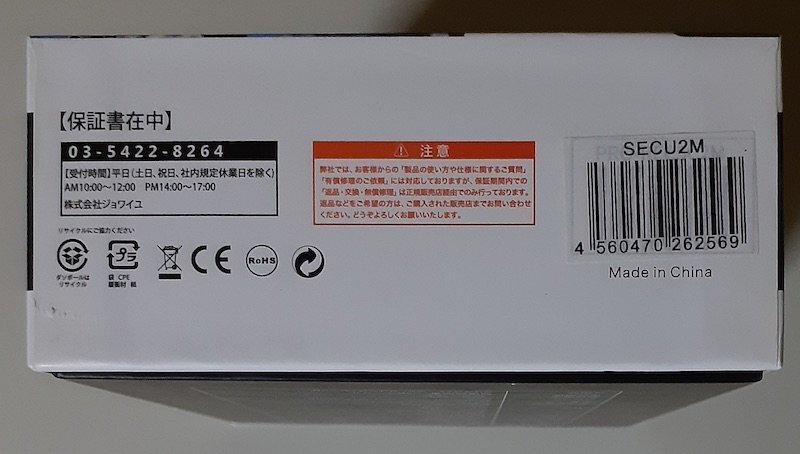 【保証書在中】
03-5422-8264
【受付時間】平日（土日、祝日、社内規定休業日を除く）
AM10:00～12:00 PM14:00～17:00
株式会社ジョワイユ
リサイクルにご協力ください
ダンボールは
リサイクル
プラ
袋 CPE
緩衝材 紙
CE
RoHS
注意
弊社では、お客様からの「製品の使い方や仕様に関するご質問」
「有償修理のご依頼」には対応しておりますが、保証期間内での
「返品・交換・無償修理」は正規販売店経由でのみ行っております。
返品などをご希望の方は、ご購入された販売店までお問い合わせ
ください。どうぞよろしくお願いいたします。
SECU2M
4 560470 262569
Made in China